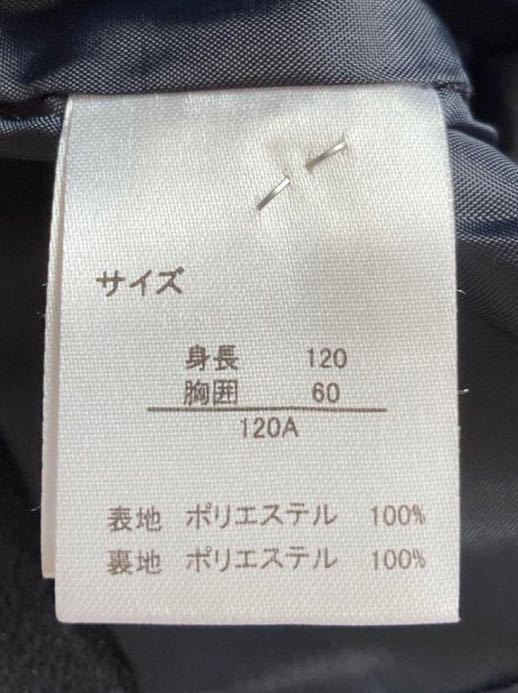 サイズ
身長 120
胸囲 60
120A
表地 ポリエステル 100%
裏地 ポリエステル 100%